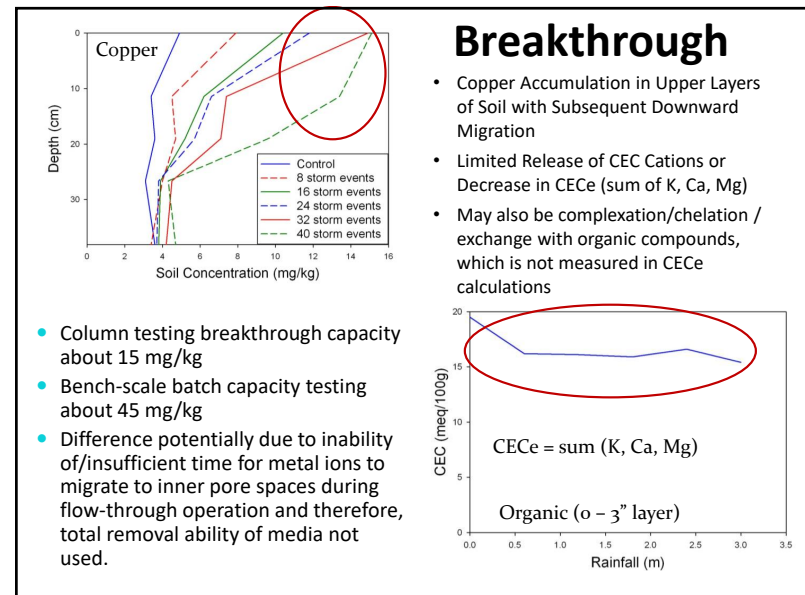 Breakthrough
Copper
0
10
20
30
Depth (cm)
Control
8 storm events
16 storm events
24 storm events
32 storm events
40 storm events
0 2 4 6 8 10 12 14 16
Soil Concentration (mg/kg)
• Copper Accumulation in Upper Layers
of Soil with Subsequent Downward
Migration
• Limited Release of CEC Cations or
Decrease in CECe (sum of K, Ca, Mg)
• May also be complexation/chelation /
exchange with organic compounds,
which is not measured in CECe
calculations
• Column testing breakthrough capacity
about 15 mg/kg
• Bench-scale batch capacity testing
about 45 mg/kg
• Difference potentially due to inability
of/insufficient time for metal ions to
migrate to inner pore spaces during
flow-through operation and therefore,
total removal ability of media not
used.
20
15
10
5
0
CEC (meq/100g)
CECe = sum (K, Ca, Mg)
Organic (0 – 3” layer)
0.0 0.5 1.0 1.5 2.0 2.5 3.0 3.5
Rainfall (m)